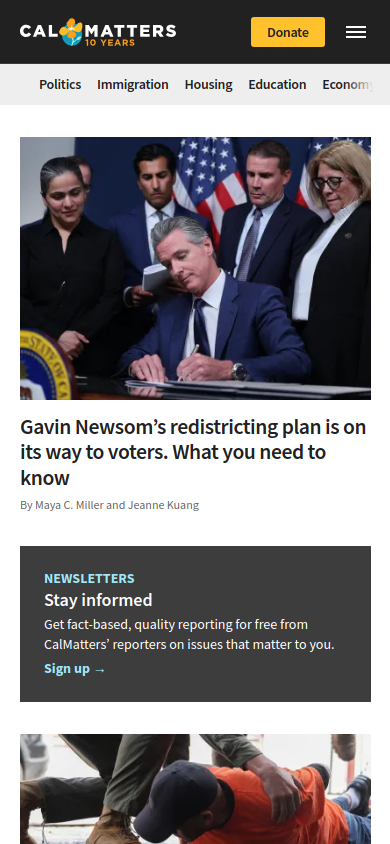 CALMATTERS
10 YEARS
Donate
Politics Immigration Housing Education Economy
Gavin Newsom’s redistricting plan is on
its way to voters. What you need to
know
By Maya C. Miller and Jeanne Kuang
NEWSLETTERS
Stay informed
Get fact-based, quality reporting for free from
CalMatters’ reporters on issues that matter to you.
Sign up →